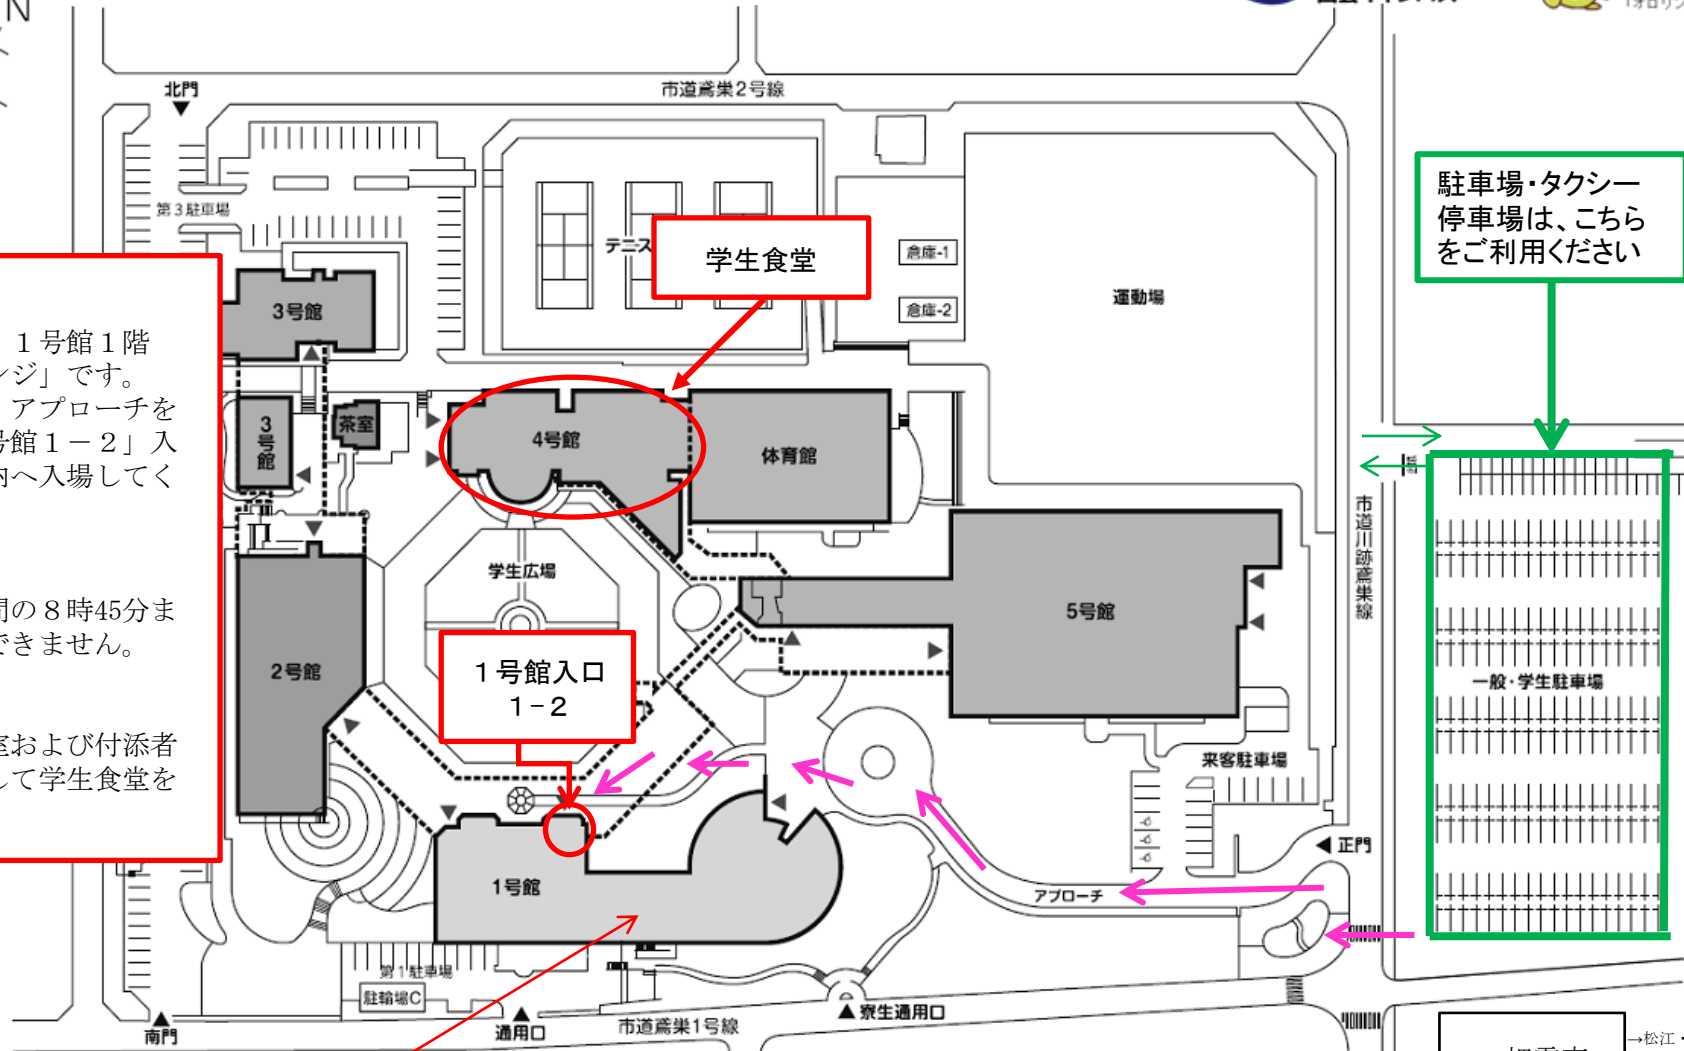 N
北門
市道鳶巣2号線
第3駐車場
駐車場・タクシー
停車場は、こちら
をご利用ください
テニス
学生食堂
倉庫-1
倉庫-2
運動場
3号館
１号館１階
ンジ」です。
アプローチを
号館１－２」入
内へ入場してく
間の８時45分ま
できません。
室および付添者
して学生食堂を
3号館
茶室
4号館
体育館
市道川跡鳶巣線
学生広場
5号館
2号館
１号館入口
１-２
一般・学生駐車場
来客駐車場
正門
アプローチ
1号館
第1駐車場
駐輪場C
南門
通用口
市道鳶巣1号線
寮生通用口
→松江・